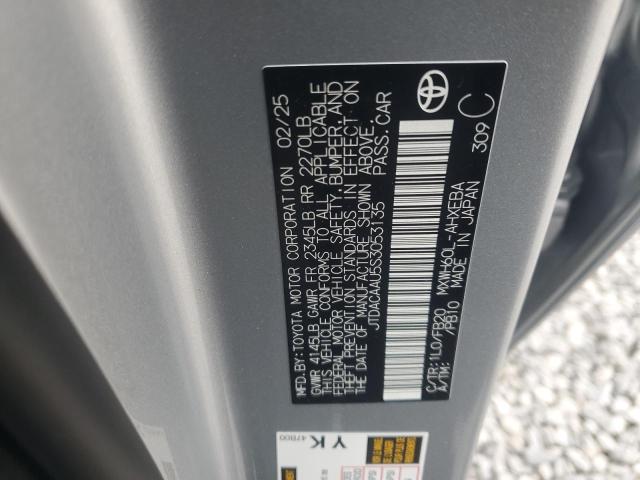 MFD.BY:TOYOTA MOTOR CORPORATION 02/25
GVWR 4145LB GAWR FR 2345LB RR 2270LB
THIS VEHICLE CONFORMS TO ALL APPLICABLE
FEDERAL MOTOR VEHICLE SAFETY, BUMPER, AND
THEFT PREVENTION STANDARDS IN EFFECT ON
THE DATE OF MANUFACTURE SHOWN ABOVE.
JTDACAAU5S3053135 PASS.CAR
C/TR:1L0/FB20 MXWH60L-AHXEBA
A/TM: /PB10 MADE IN JAPAN
309 C
YK
47B00